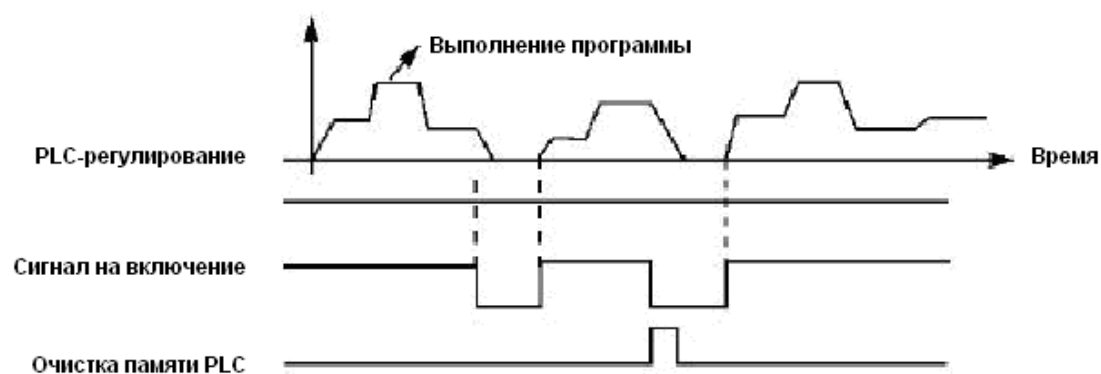 Выполнение программы
PLC-регулирование
Время
Сигнал на включение
Очистка памяти PLC